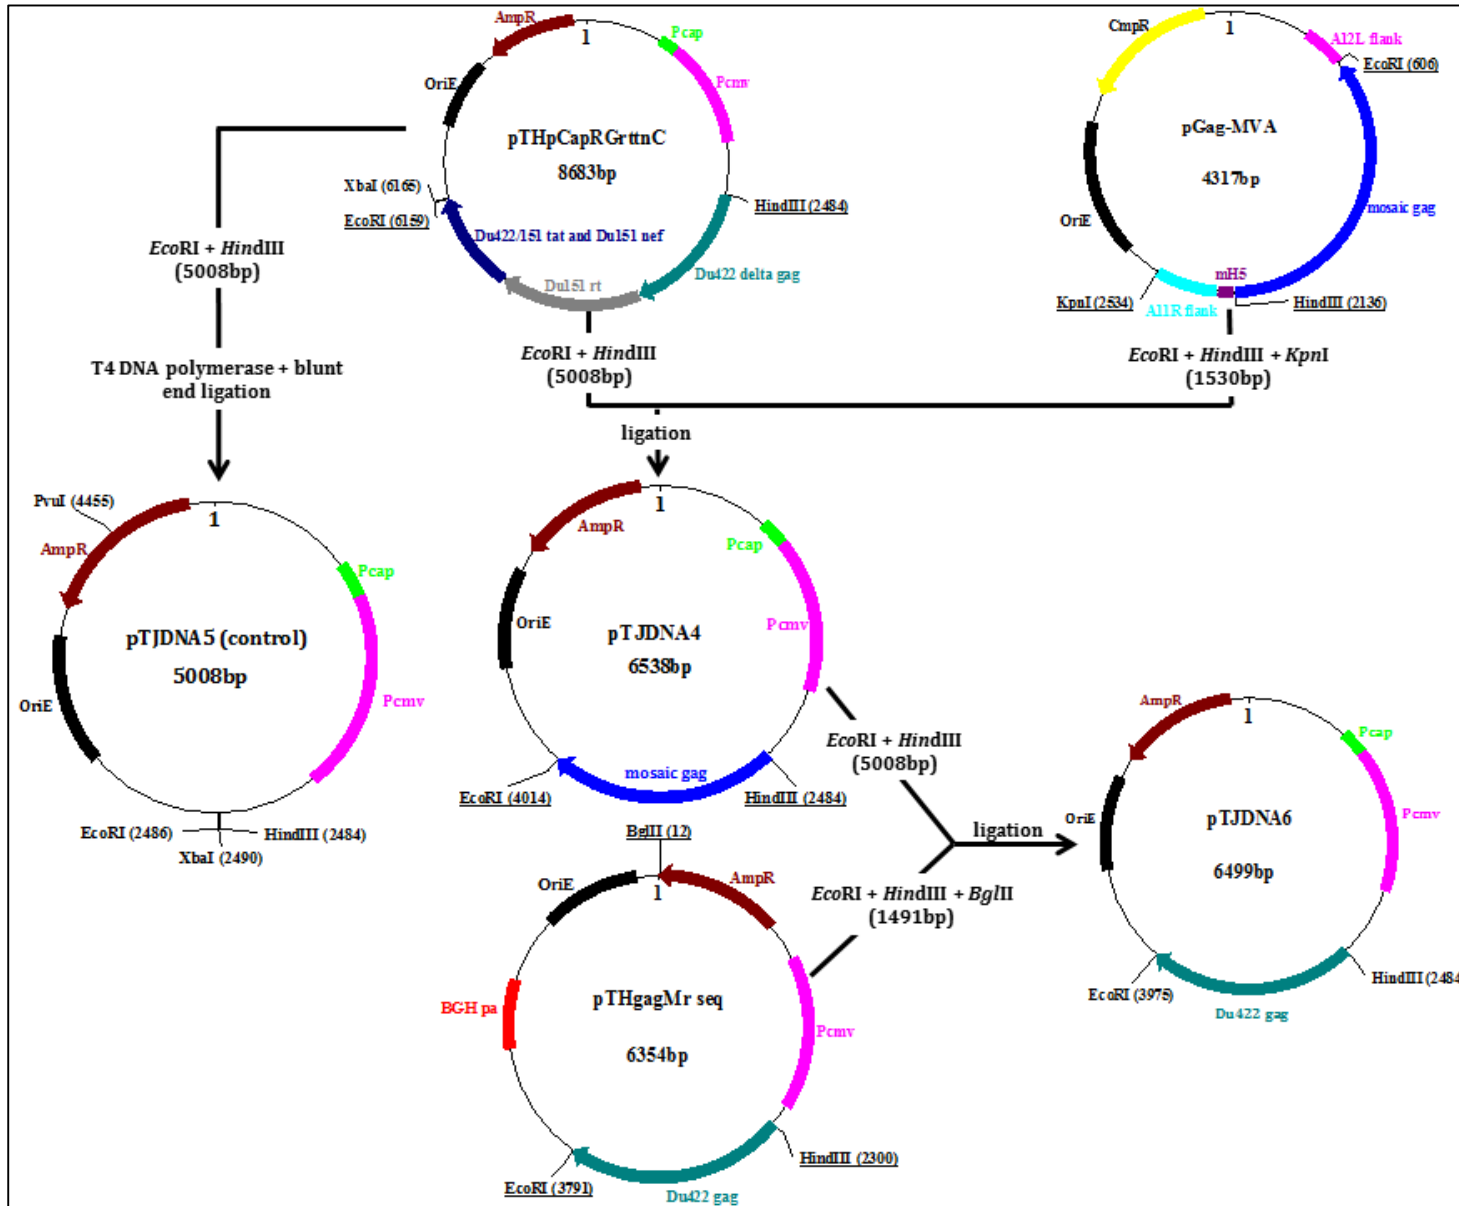 AmpR
1
Pcap
Pcmv
OriE
pTHpCapRGrttnC
8683bp
XbaI (6165)
EcoRI (6159)
HindIII (2484)
Du422/151 tat and Du151 nef
Du422 delta gag
Du151 rt
CmpR
1
A12L flank
EcoRI (606)
pGag-MVA
4317bp
OriE
mosaic gag
mH5
KpnI (2534)
A11R flank
HindIII (2136)
EcoRI + HindIII
(5008bp)
T4 DNA polymerase + blunt
end ligation
EcoRI + HindIII
(5008bp)
EcoRI + HindIII + KpnI
(1530bp)
ligation
PvuI (4455)
1
AmpR
Pcap
pTJDNA5 (control)
5008bp
OriE
Pcmv
EcoRI (2486)
HindIII (2484)
XbaI (2490)
1
AmpR
Pcap
OriE
pTJDNA4
6538bp
Pcmv
mosaic gag
EcoRI (4014)
HindIII (2484)
EcoRI + HindIII
(5008bp)
BglII (12)
OriE
1
AmpR
EcoRI + HindIII + BglII
(1491bp)
BGH pa
pTHgagMr seq
6354bp
Pcmv
HindIII (2300)
EcoRI (3791)
Du422 gag
ligation
AmpR
1
Pcap
OriE
pTJDNA6
6499bp
Pcmv
EcoRI (3975)
HindIII (2484
Du422 gag